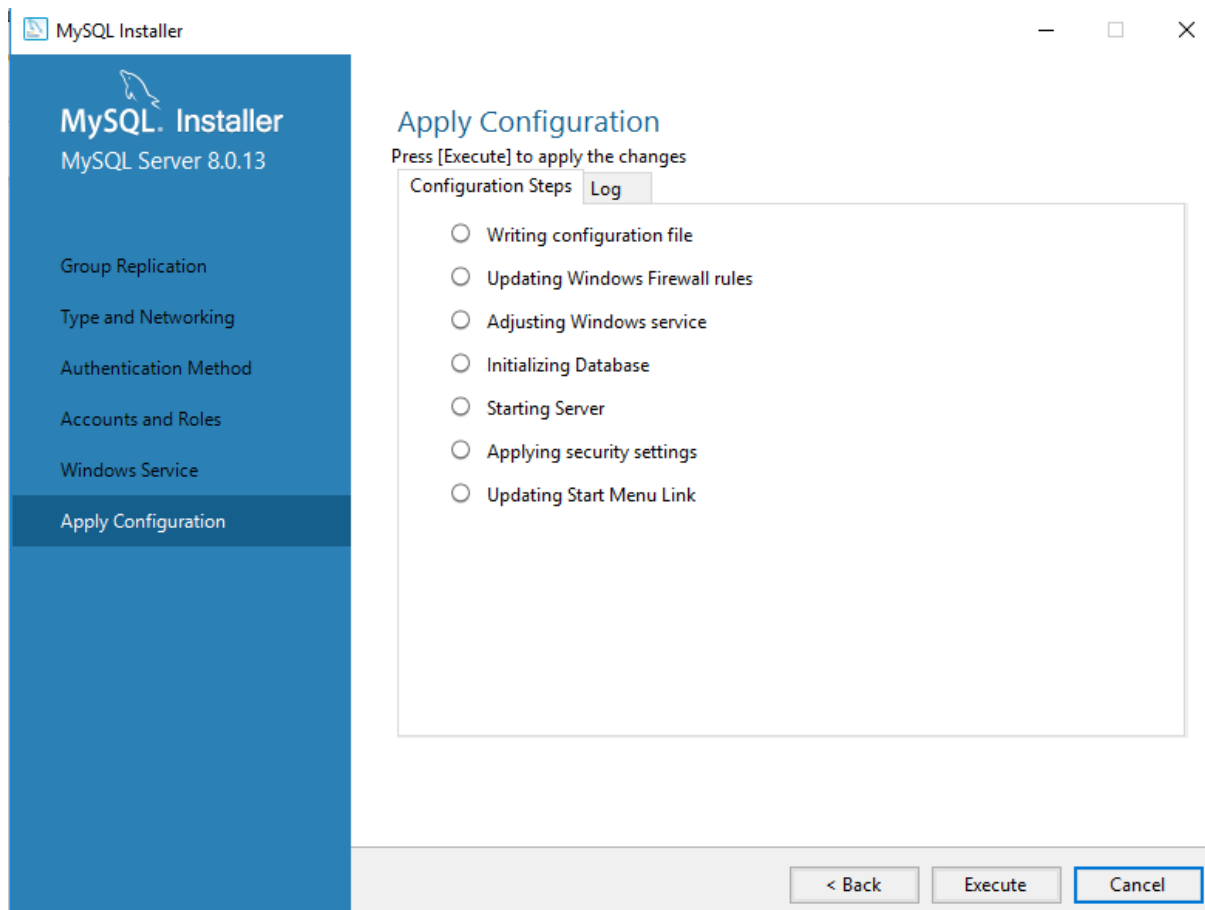 MySQL Installer
MySQL. Installer
MySQL Server 8.0.13
Group Replication
Type and Networking
Authentication Method
Accounts and Roles
Windows Service
Apply Configuration
Apply Configuration
Press [Execute] to apply the changes
Configuration Steps Log
Writing configuration file
Updating Windows Firewall rules
Adjusting Windows service
Initializing Database
Starting Server
Applying security settings
Updating Start Menu Link
< Back Execute Cancel